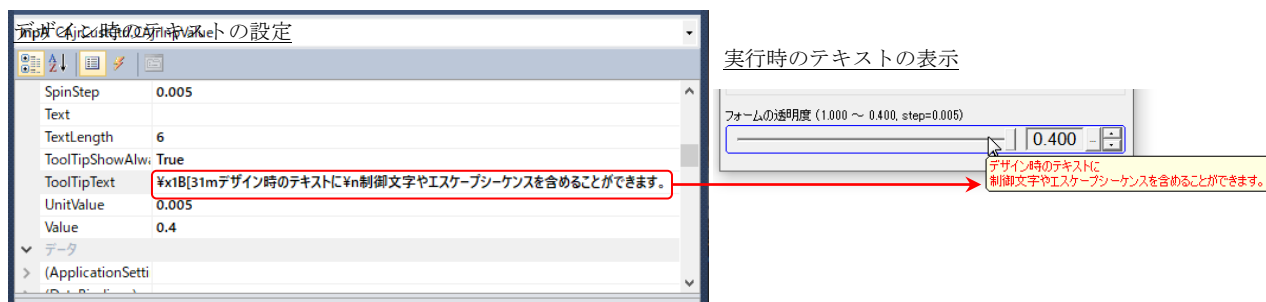 デザイン時のテキストの設定
実行時のテキストの表示
SpinStep 0.005
Text
TextLength 6
ToolTipShowAlwa True
ToolTipText ¥x1B[31mデザイン時のテキストに¥n制御文字やエスケープシーケンスを含めることができます。
UnitValue 0.005
Value 0.4
データ
(ApplicationSetti
フォームの透明度 (1.000 ～ 0.400, step=0.005)
0.400
デザイン時のテキストに
制御文字やエスケープシーケンスを含めることができます。